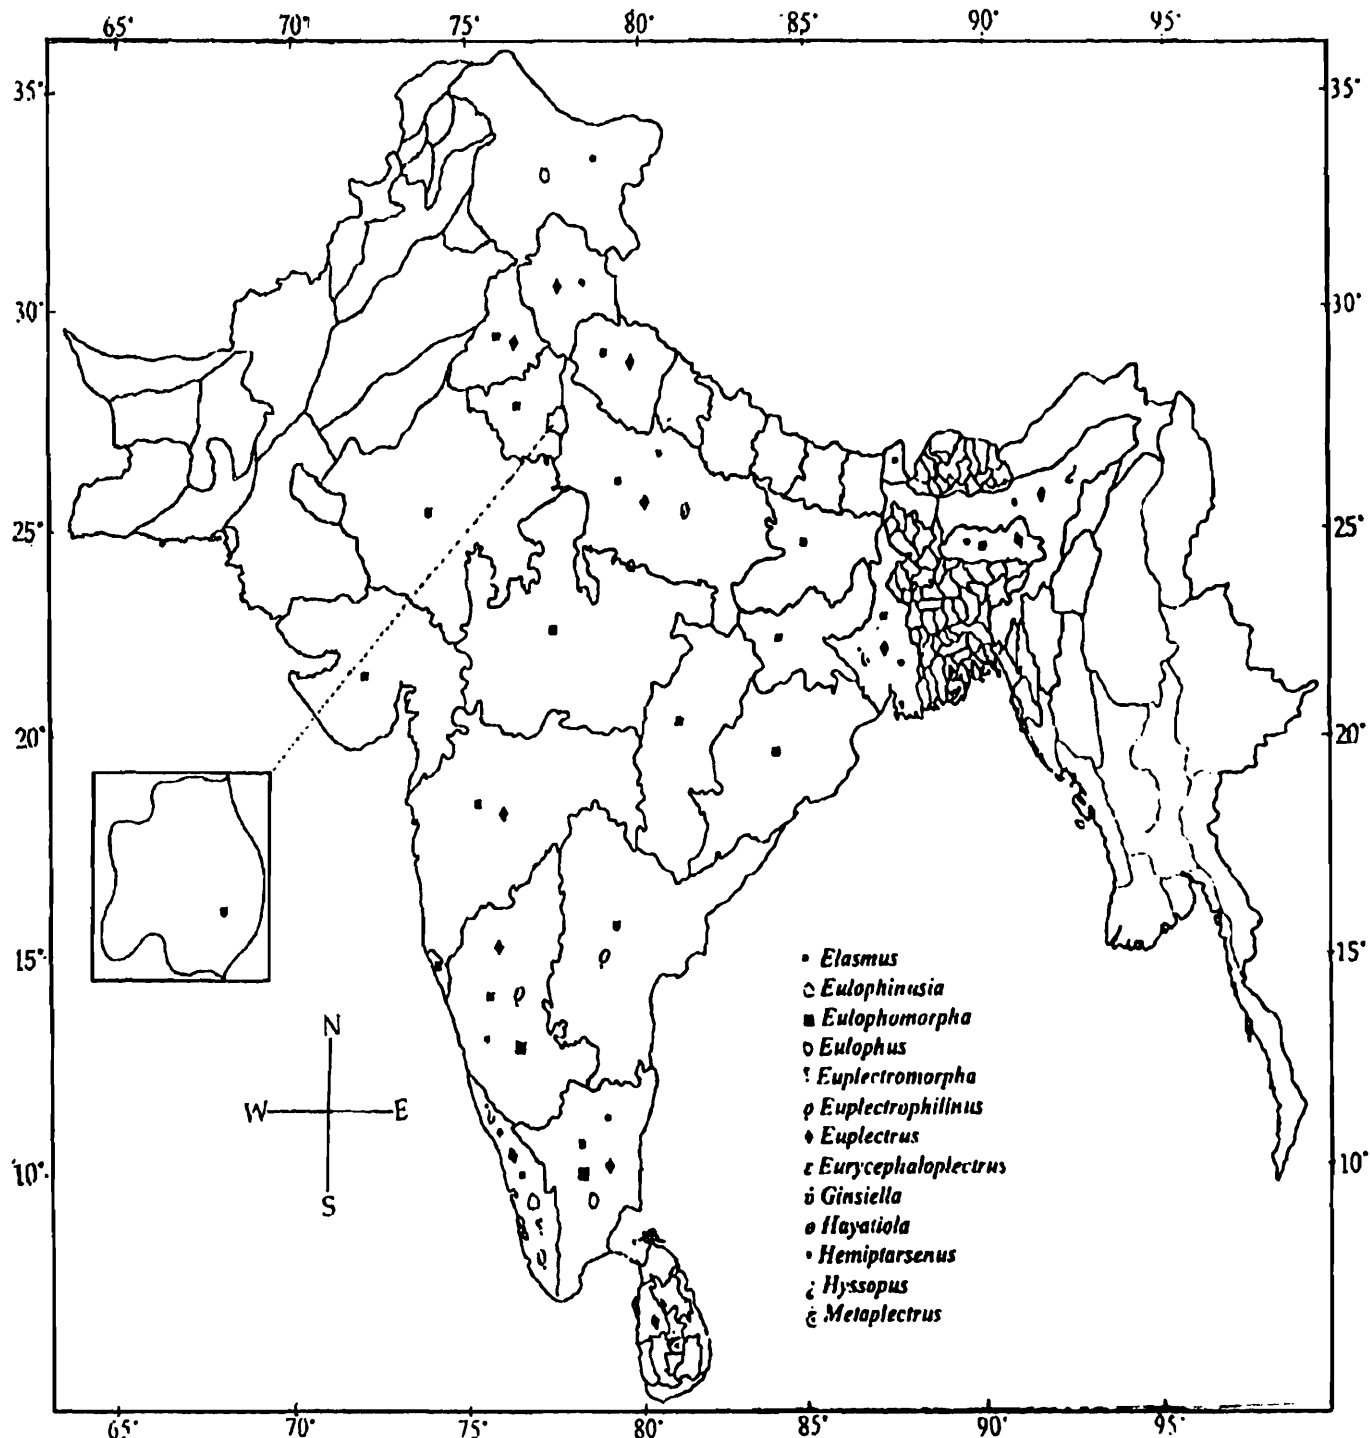 65° 70° 75° 80° 85° 90° 95°
35° 35°
30° 30°
25° 25°
20° 20°
15° 15°
10° 10°
N
W E
S
Elasmus
Eulophinusia
Eulophomorpha
Eulophus
Euplectromorpha
Euplectrophilinus
Euplectrus
Eurycephaloplectrus
Ginsiella
Hayatiola
Hemiptarsenus
Hyssopus
Metaplectrus
65° 70° 75° 80° 85° 90° 95°